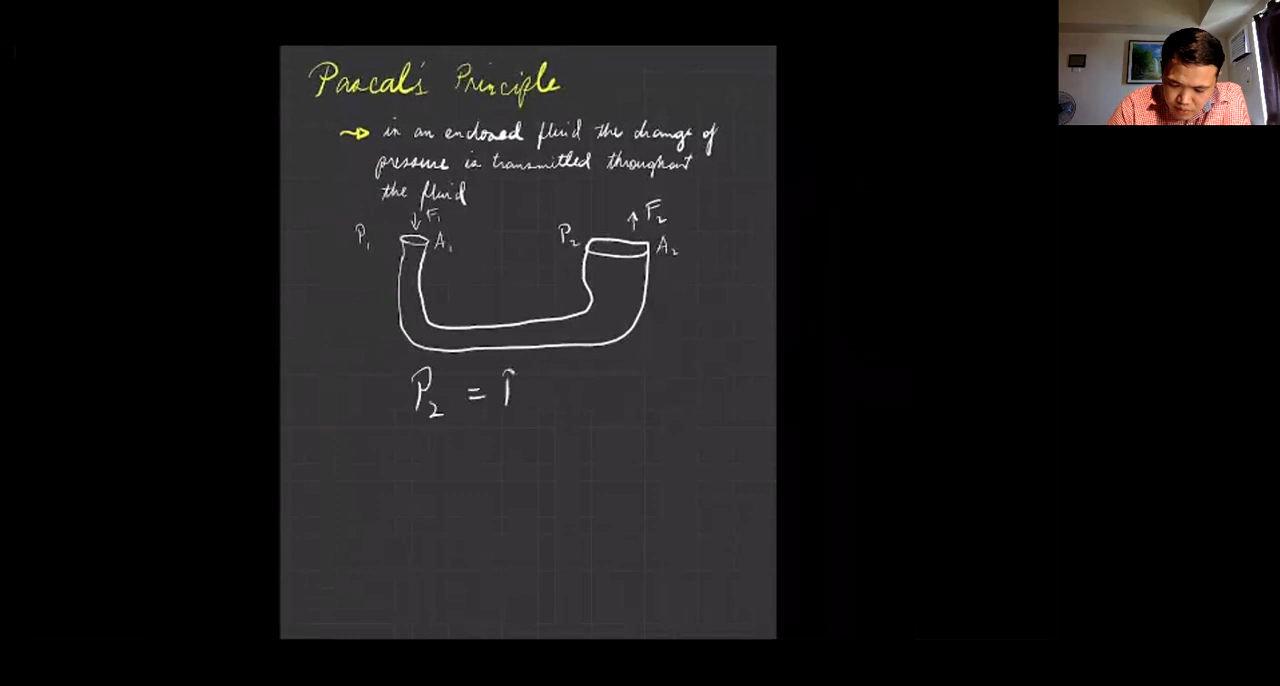 Pascal's Principle
→ in an enclosed fluid the change of
pressure is transmitted throughout
the fluid
F₁ F₂
P₁ A₁ P₂ A₂
P₂ =